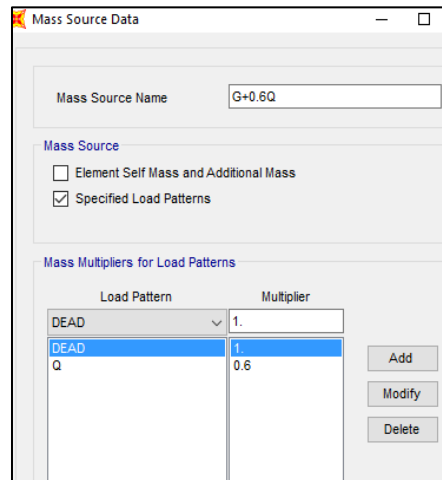 Mass Source Data
Mass Source Name G+0.6Q
Mass Source
Element Self Mass and Additional Mass
Specified Load Patterns
Mass Multipliers for Load Patterns
Load Pattern Multiplier
DEAD 1.
DEAD 1.
Q 0.6
Add
Modify
Delete